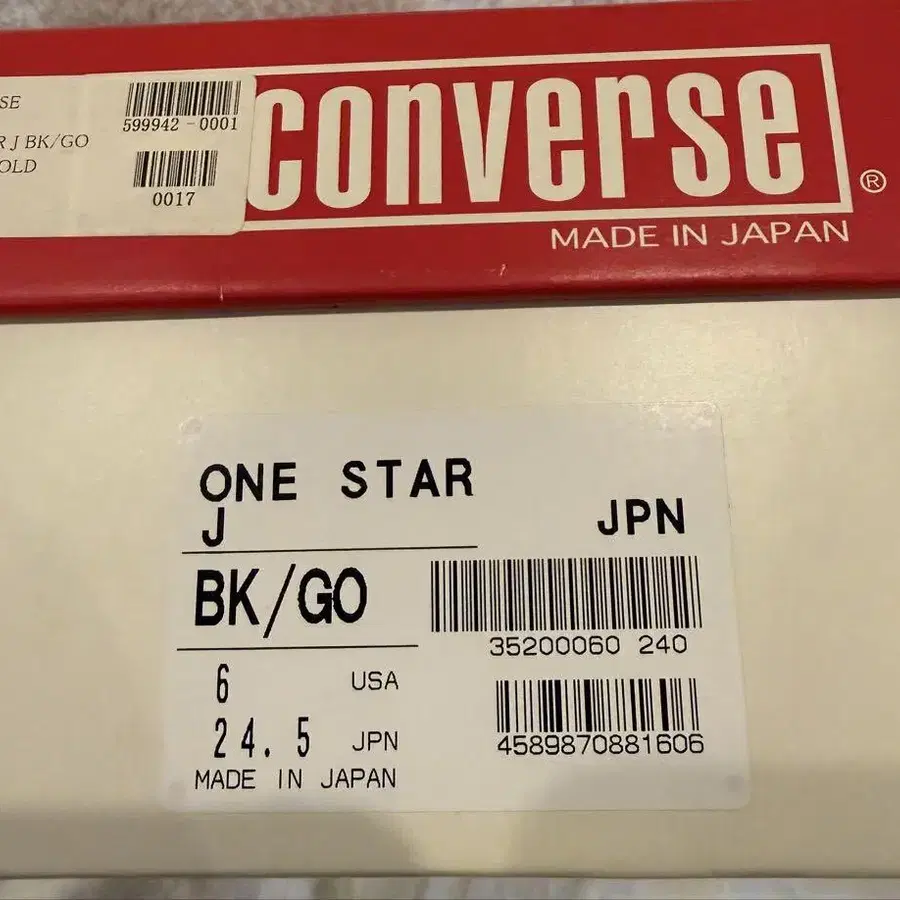 SE
599942-0001
R J BK/GO
OLD
0017
converse®
MADE IN JAPAN
ONE STAR
J
JPN
BK/GO
35200060 240
6 USA
24.5 JPN
4589870881606
MADE IN JAPAN